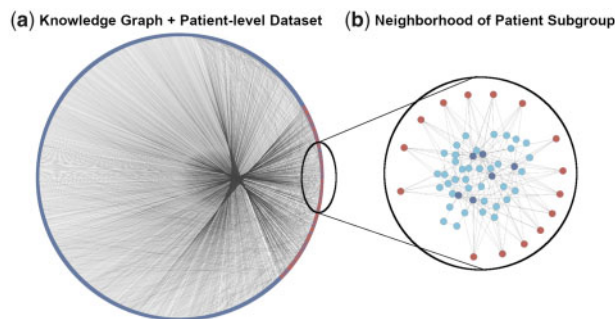 (a) Knowledge Graph + Patient-level Dataset
(b) Neighborhood of Patient Subgroup